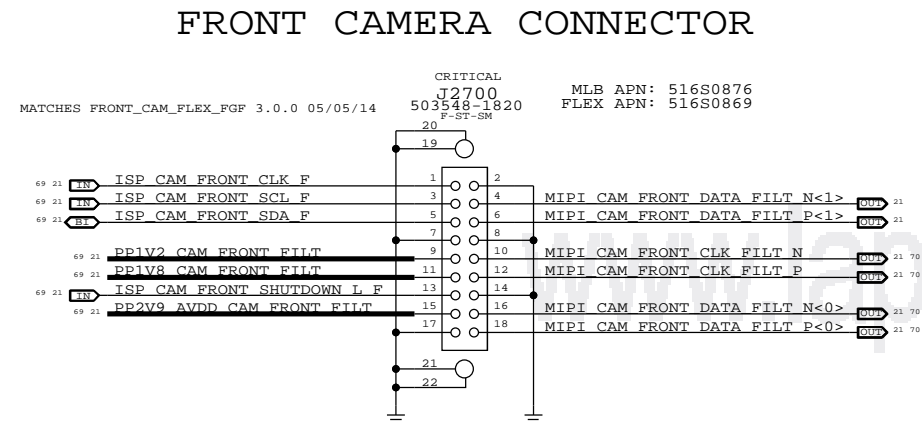 FRONT CAMERA CONNECTOR
CRITICAL
J2700
503548-1820
F-ST-SM
MLB APN: 516S0876
FLEX APN: 516S0869
MATCHES FRONT_CAM_FLEX_FGF 3.0.0 05/05/14
20
19
69 21 IN ISP_CAM_FRONT_CLK_F 1 2
69 21 IN ISP_CAM_FRONT_SCL_F 3 4 MIPI_CAM_FRONT_DATA_FILT_N<1> OUT 21
69 21 BI ISP_CAM_FRONT_SDA_F 5 6 MIPI_CAM_FRONT_DATA_FILT_P<1> OUT 21
7 8
69 21 PP1V2_CAM_FRONT_FILT 9 10 MIPI_CAM_FRONT_CLK_FILT_N OUT 21 70
69 21 PP1V8_CAM_FRONT_FILT 11 12 MIPI_CAM_FRONT_CLK_FILT_P OUT 21 70
69 21 IN ISP_CAM_FRONT_SHUTDOWN_L_F 13 14
69 21 PP2V9_AVDD_CAM_FRONT_FILT 15 16 MIPI_CAM_FRONT_DATA_FILT_N<0> OUT 21 70
17 18 MIPI_CAM_FRONT_DATA_FILT_P<0> OUT 21 70
21
22
www.lap